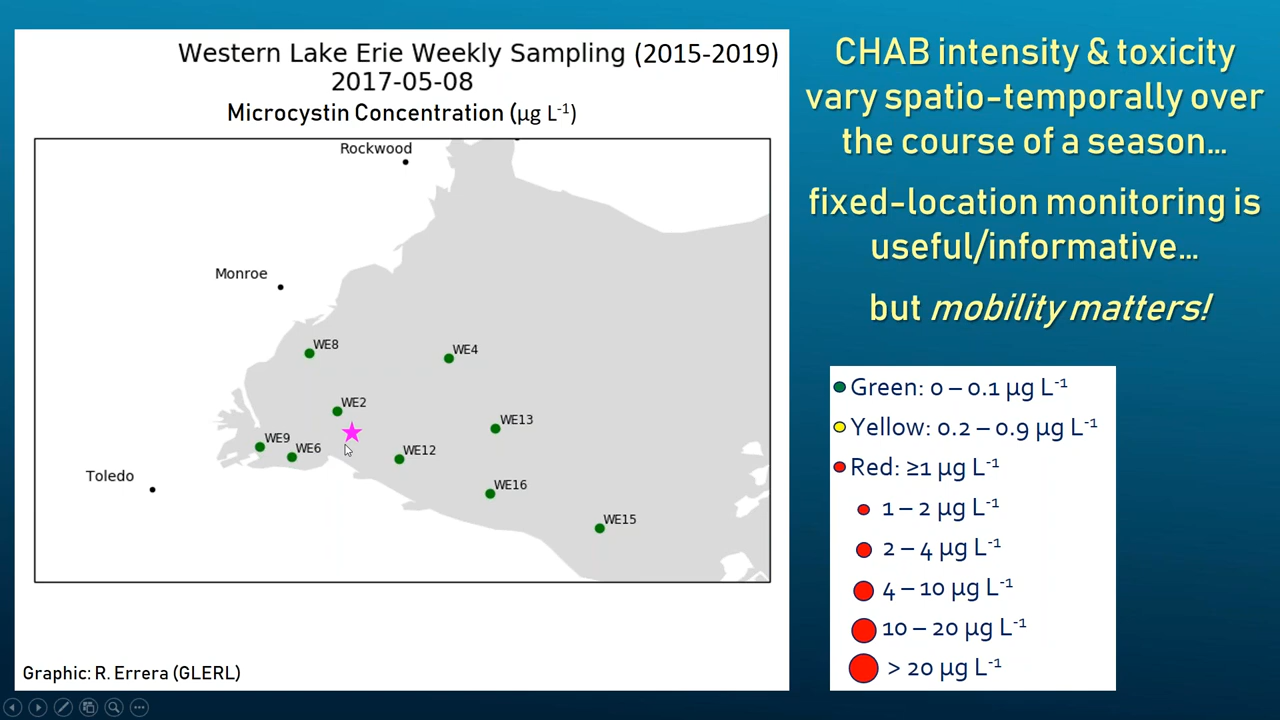 Western Lake Erie Weekly Sampling (2015-2019)
2017-05-08
Microcystin Concentration (µg L⁻¹)
Rockwood
Monroe
WE8
WE4
WE2
WE13
WE9
WE6
WE12
Toledo
WE16
WE15
Graphic: R. Errera (GLERL)
CHAB intensity & toxicity
vary spatio-temporally over
the course of a season…
fixed-location monitoring is
useful/informative…
but mobility matters!
Green: 0 – 0.1 µg L⁻¹
Yellow: 0.2 – 0.9 µg L⁻¹
Red: ≥1 µg L⁻¹
1 – 2 µg L⁻¹
2 – 4 µg L⁻¹
4 – 10 µg L⁻¹
10 – 20 µg L⁻¹
> 20 µg L⁻¹